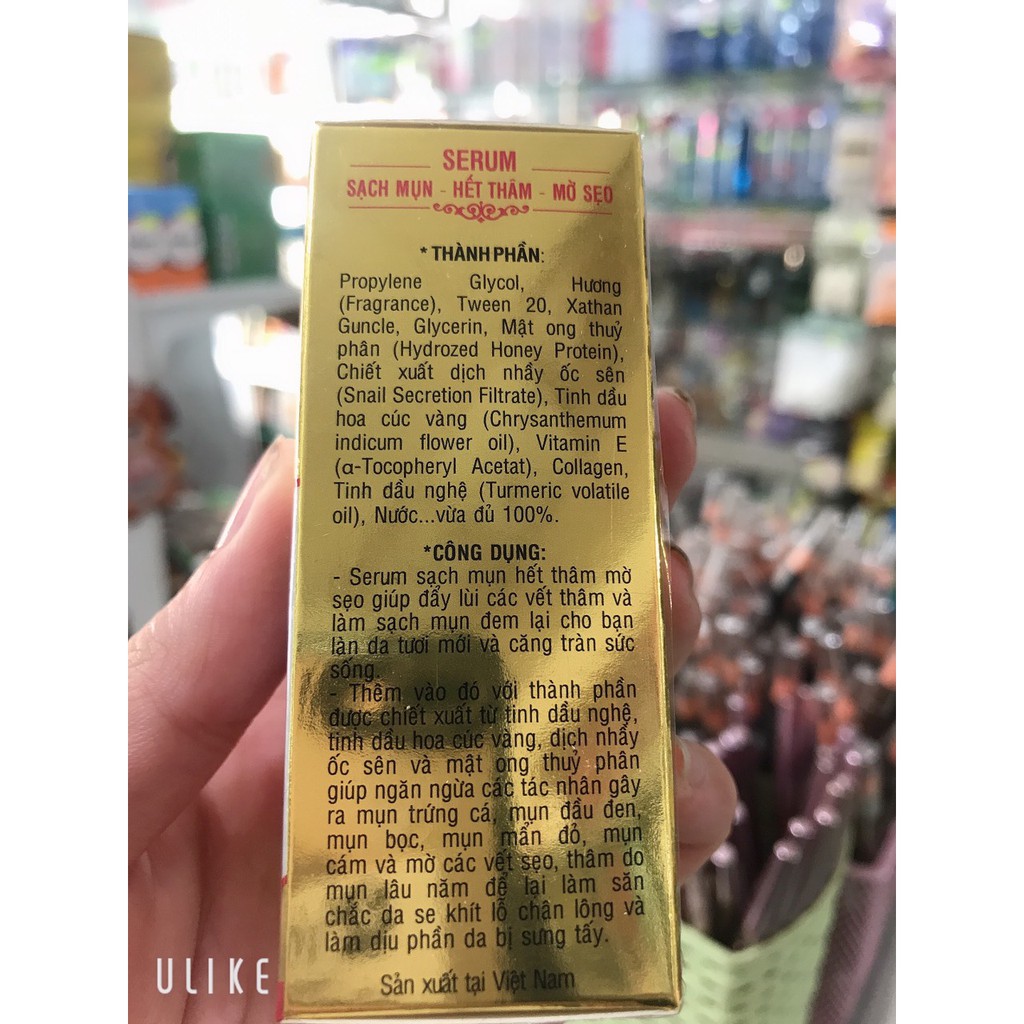 SERUM
SẠCH MỤN - HẾT THÂM - MỜ SẸO
* THÀNH PHẦN:
Propylene Glycol, Hương
(Fragrance), Tween 20, Xathan
Guncle, Glycerin, Mật ong thuỷ
phân (Hydrozed Honey Protein),
Chiết xuất dịch nhầy ốc sên
(Snail Secretion Filtrate), Tinh dầu
hoa cúc vàng (Chrysanthemum
indicum flower oil), Vitamin E
(α-Tocopheryl Acetat), Collagen,
Tinh dầu nghệ (Turmeric volatile
oil), Nước...vừa đủ 100%.
*CÔNG DỤNG:
- Serum sạch mụn hết thâm mờ
sẹo giúp đẩy lùi các vết thâm và
làm sạch mụn đem lại cho bạn
làn da tươi mới và căng tràn sức
sống.
- Thêm vào đó với thành phần
được chiết xuất từ tinh dầu nghệ,
tinh dầu hoa cúc vàng, dịch nhầy
ốc sên và mật ong thuỷ phân
giúp ngăn ngừa các tác nhân gây
ra mụn trứng cá, mụn đầu đen,
mụn bọc, mụn mẩn đỏ, mụn
cám và mờ các vết sẹo, thâm do
mụn lâu năm để lại làm săn
chắc da se khít lỗ chân lông và
làm dịu phần da bị sưng tấy.
Sản xuất tại Việt Nam
ULIKE